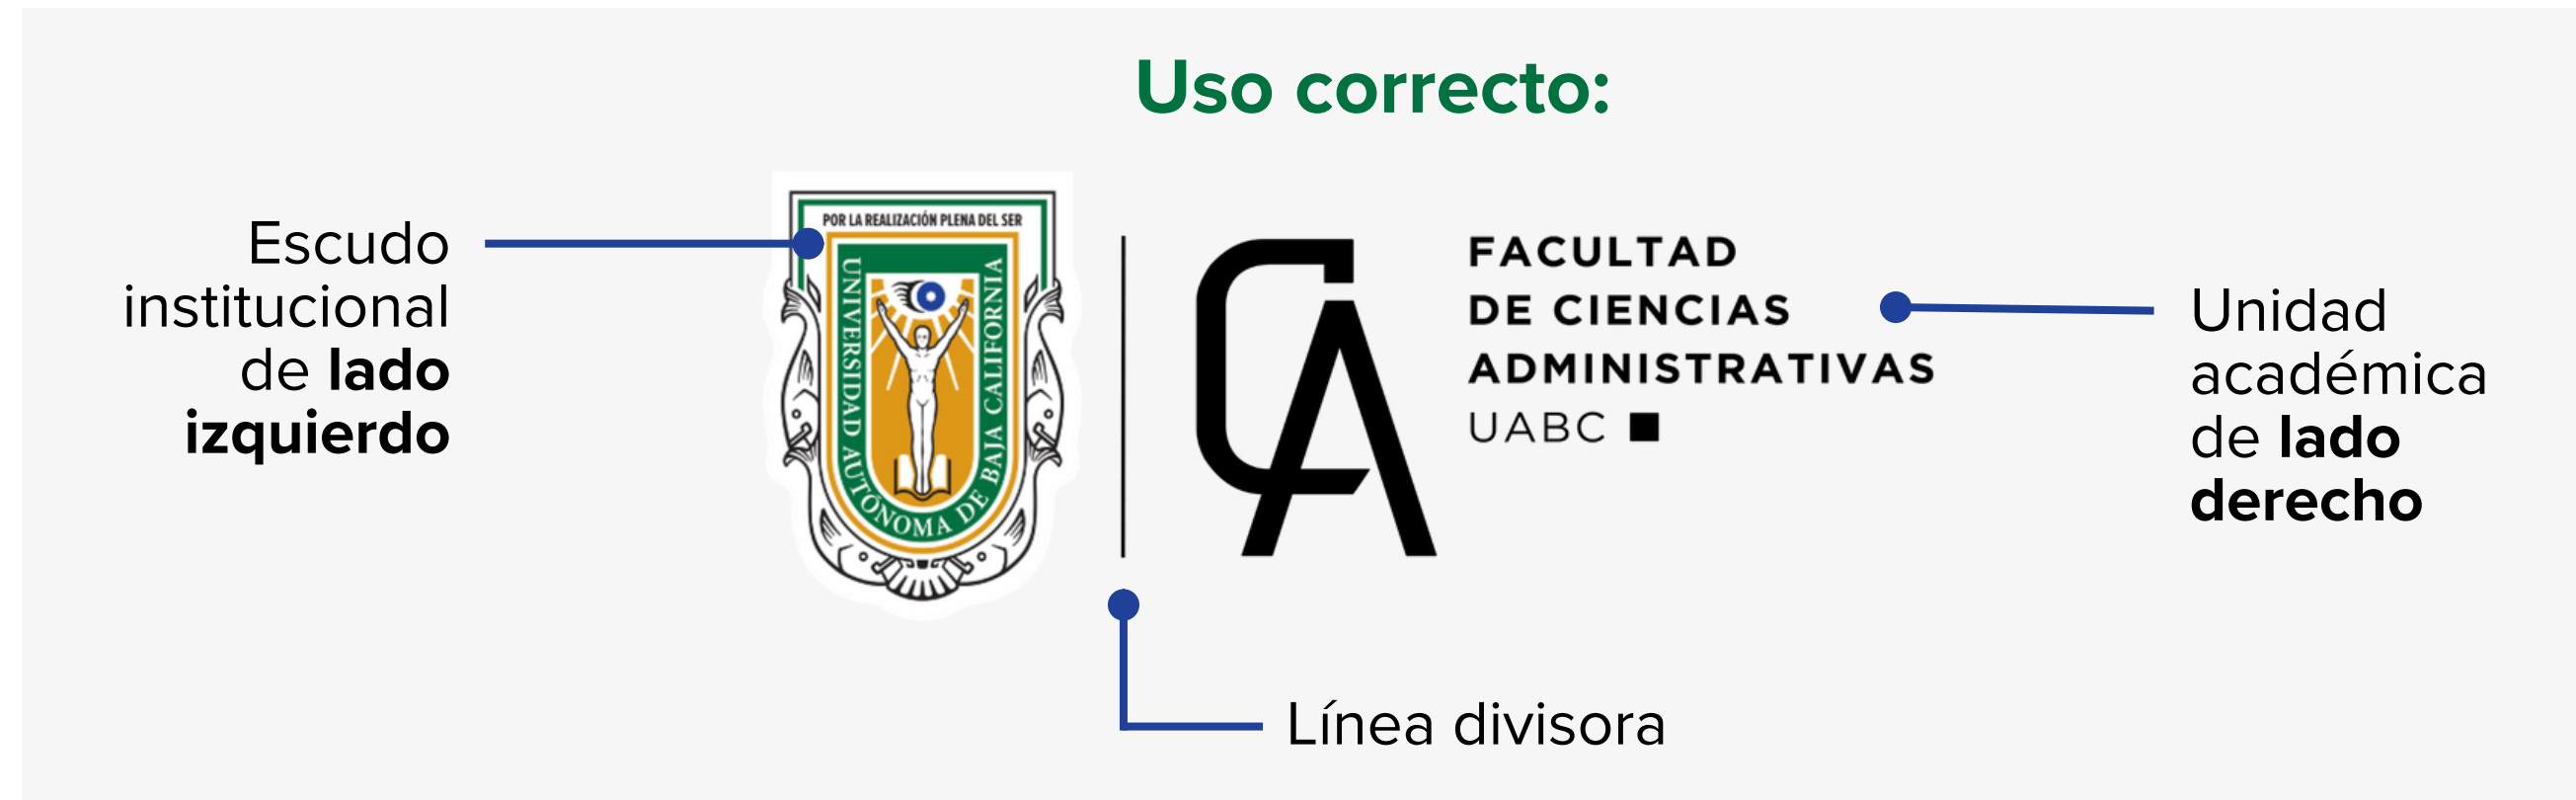 Uso correcto:
Escudo
institucional
de lado
izquierdo
POR LA REALIZACIÓN PLENA DEL SER
UNIVERSIDAD AUTÓNOMA DE BAJA CALIFORNIA
CA
FACULTAD
DE CIENCIAS
ADMINISTRATIVAS
UABC
Unidad
académica
de lado
derecho
Línea divisora